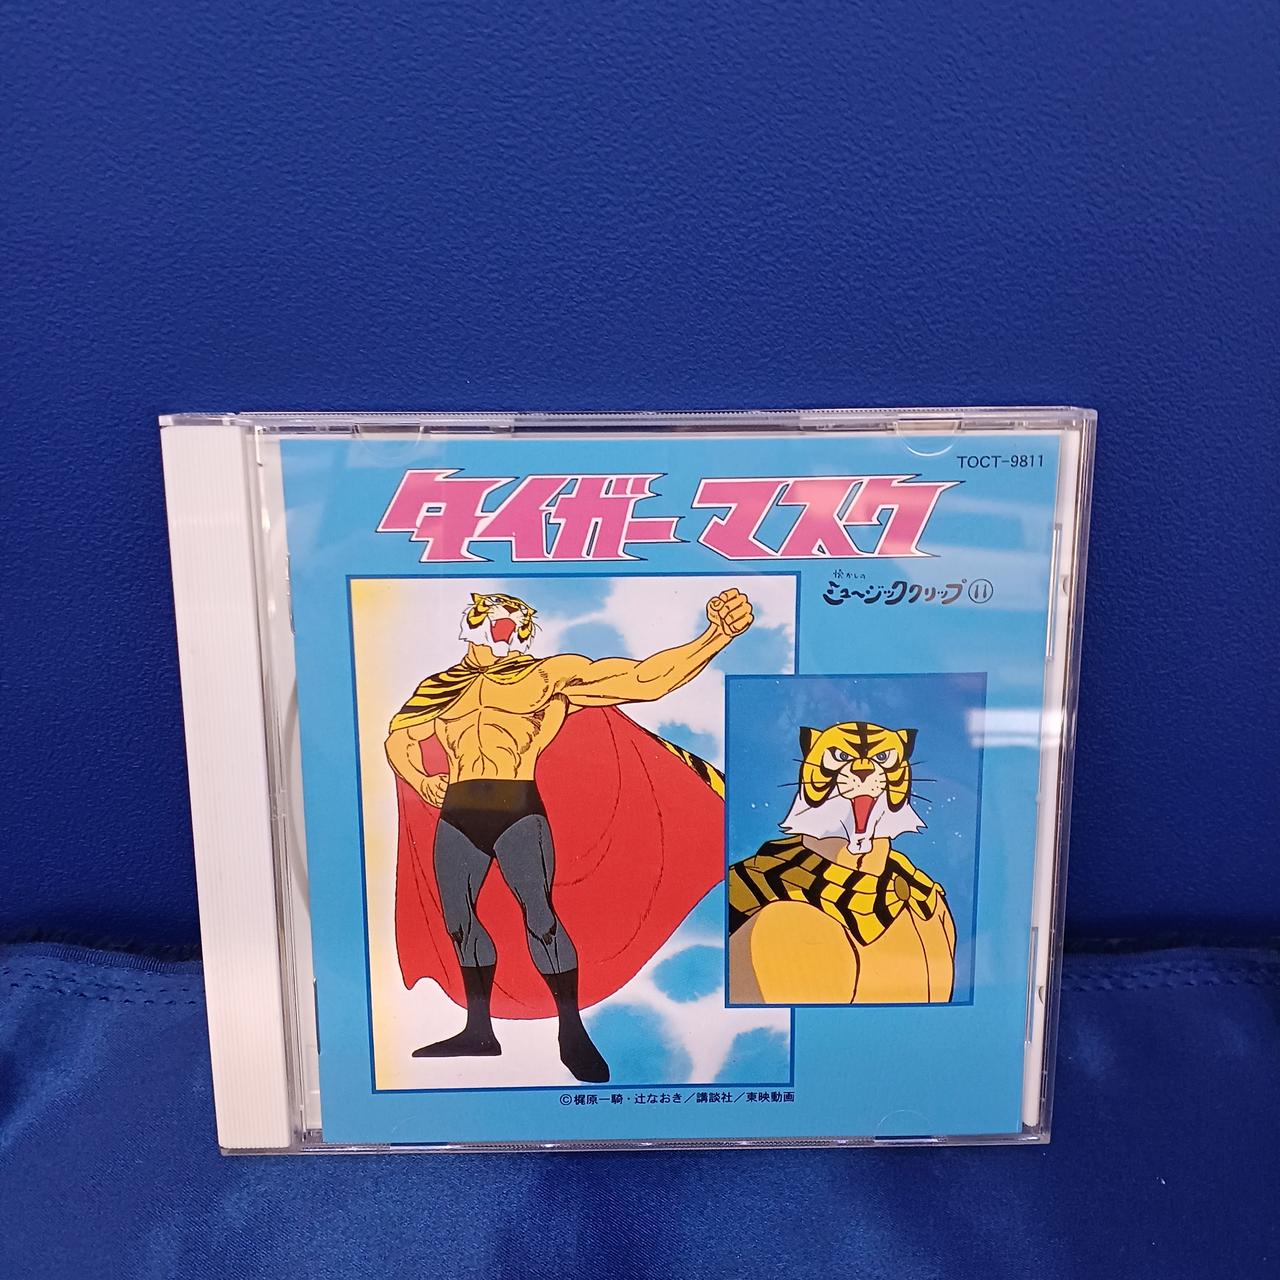 TOCT-9811
タイガーマスク
懐かしの
ミュージッククリップ⑪
©梶原一騎・辻なおき／講談社／東映動画